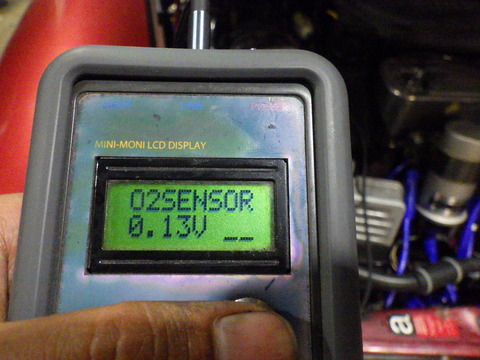 MINI-MONI LCD DISPLAY
O2SENSOR
0.13V __
a